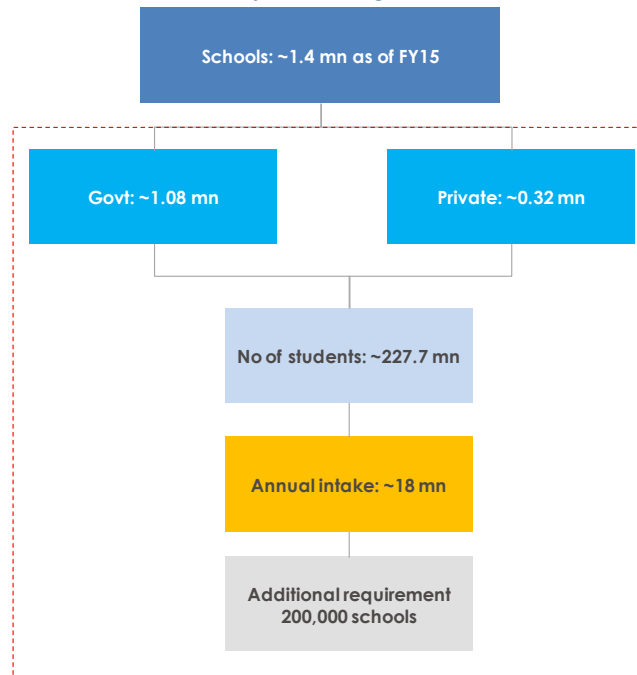 Schools: ~1.4 mn as of FY15
Govt: ~1.08 mn
Private: ~0.32 mn
No of students: ~227.7 mn
Annual intake: ~18 mn
Additional requirement
200,000 schools